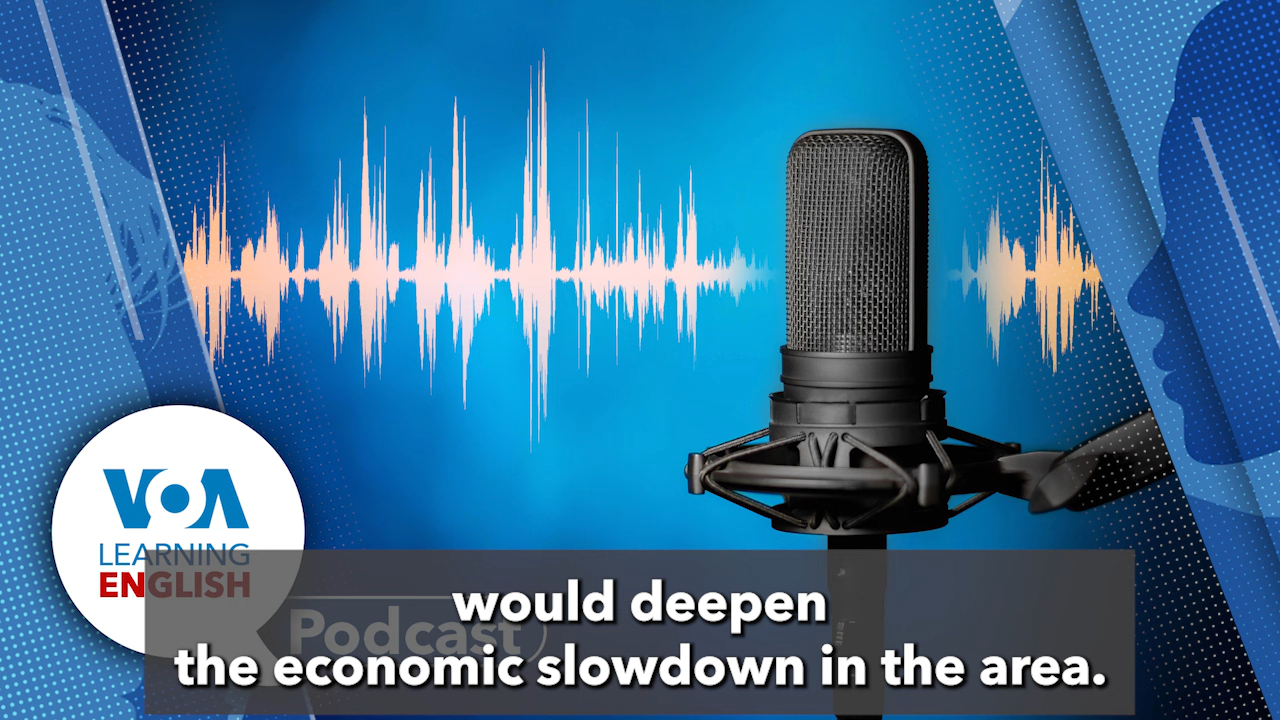 VOA
LEARNING
ENGLISH
Podcast
would deepen
the economic slowdown in the area.